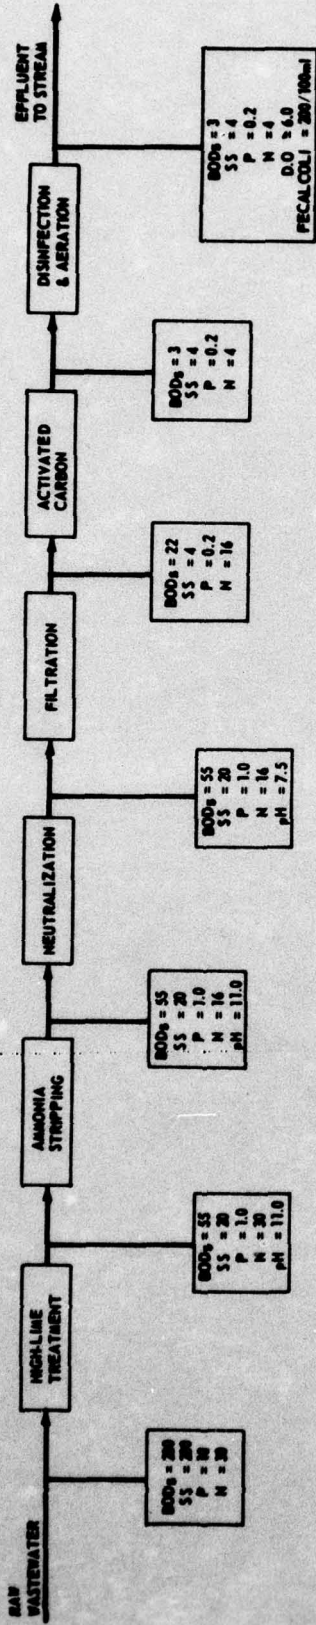 RAW
WASTEWATER
HIGH-LIME
TREATMENT
AMMONIA
STRIPPING
NEUTRALIZATION
FILTRATION
ACTIVATED
CARBON
DISINFECTION
& AERATION
EFFLUENT
TO STREAM
BOD5 = 200
SS = 200
P = 10
N = 30
BOD5 = 55
SS = 20
P = 1.0
N = 30
pH = 11.0
BOD5 = 55
SS = 20
P = 1.0
N = 16
pH = 11.0
BOD5 = 55
SS = 20
P = 1.0
N = 16
pH = 7.5
BOD5 = 22
SS = 4
P = 0.2
N = 16
BOD5 = 3
SS = 4
P = 0.2
N = 4
BOD5 = 3
SS = 4
P = 0.2
N = 4
D.O ≥ 6.0
FECAL COLI = 200/100ml